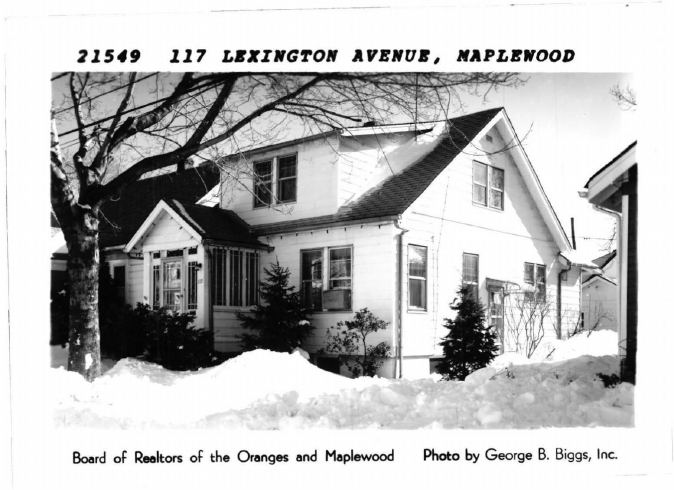 21549 117 LEXINGTON AVENUE, MAPLEWOOD
Board of Realtors of the Oranges and Maplewood Photo by George B. Biggs, Inc.